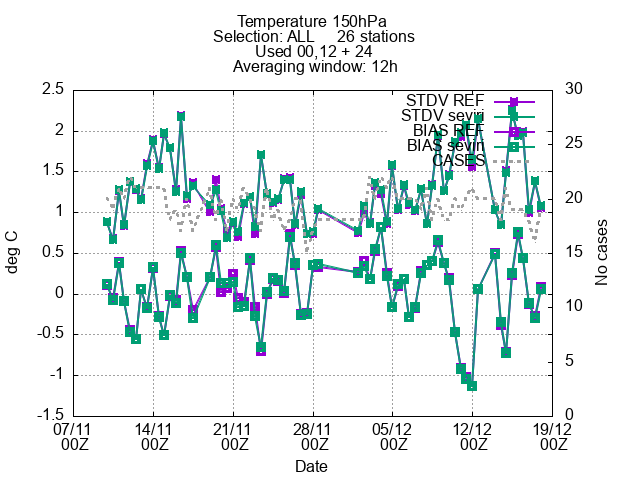 Temperature 150hPa
Selection: ALL 26 stations
Used 00,12 + 24
Averaging window: 12h
2.5
2
1.5
1
0.5
0
-0.5
-1
-1.5
deg C
30
25
20
15
10
5
0
No cases
STDV REF
STDV seviri
BIAS REF
BIAS seviri
CASES
07/11 14/11 21/11 28/11 05/12 12/12 19/12
00Z 00Z 00Z 00Z 00Z 00Z 00Z
Date